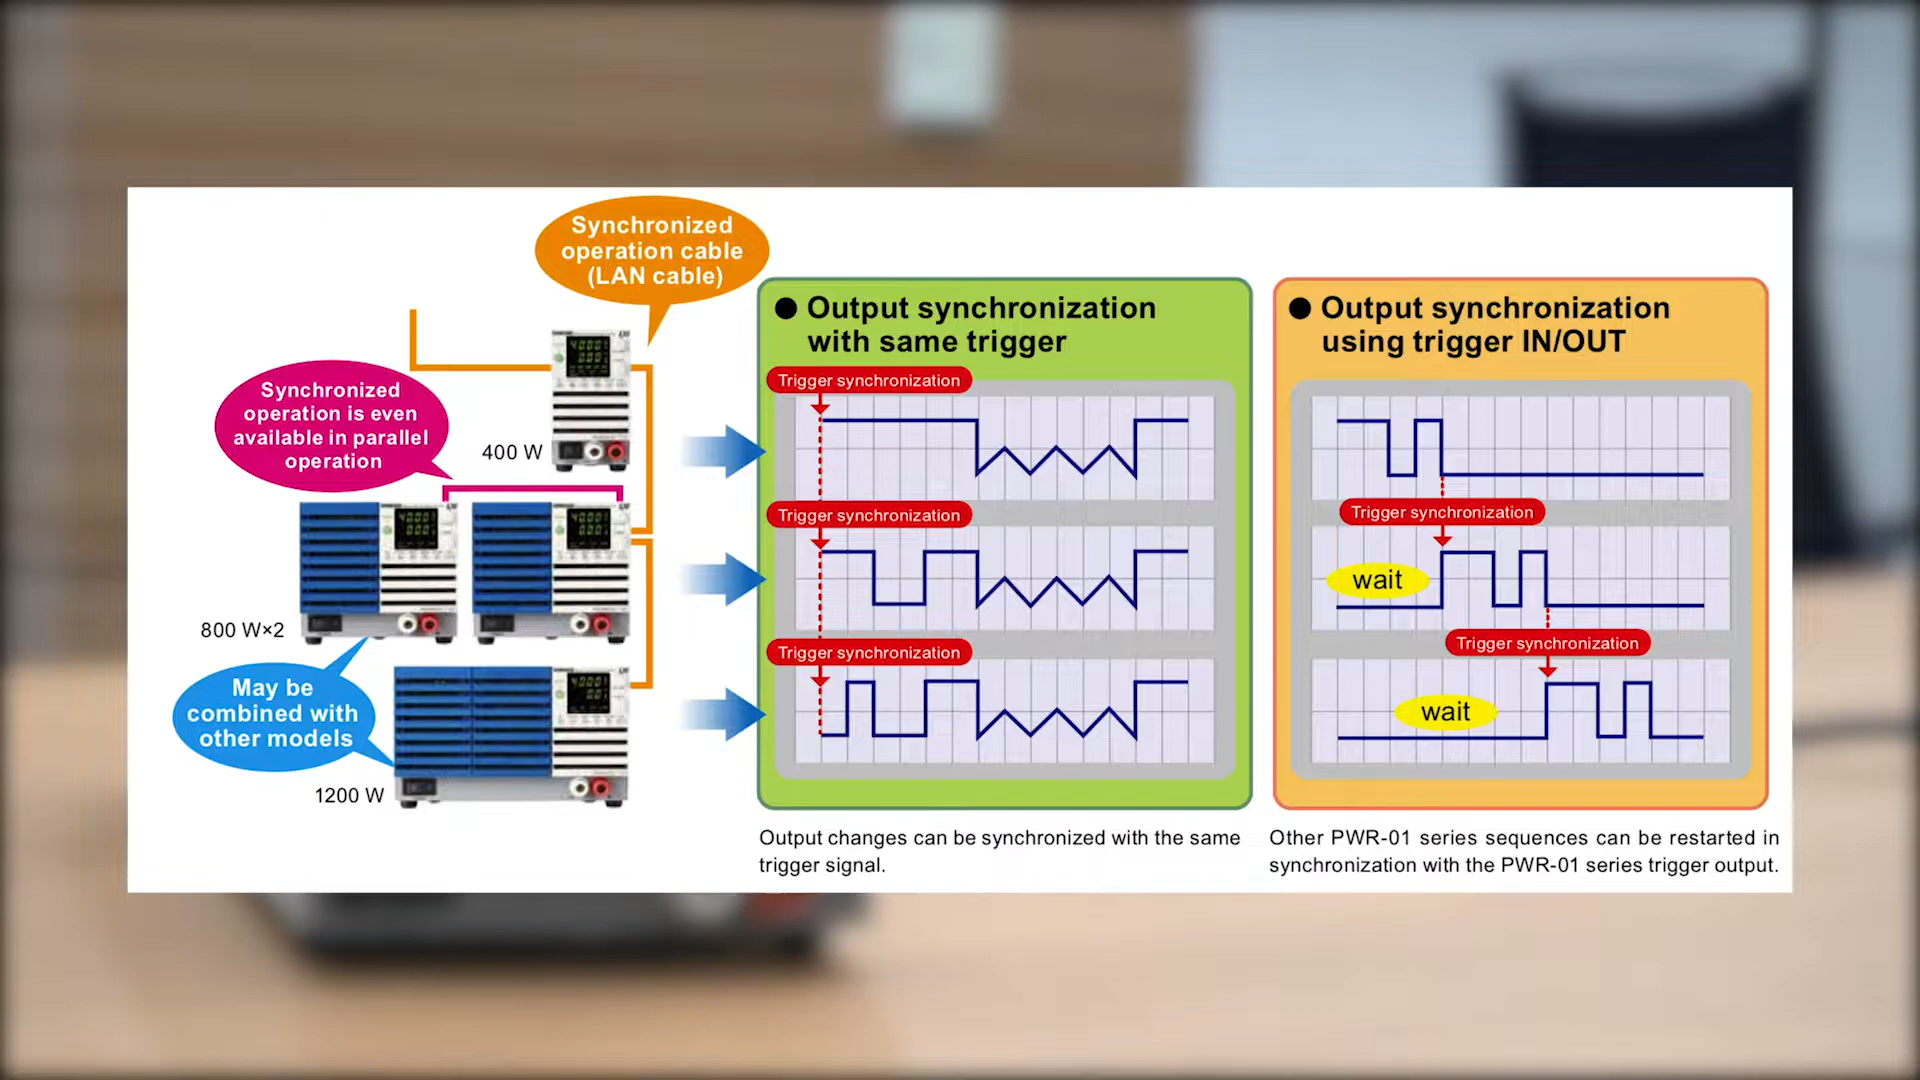 Synchronized
operation cable
(LAN cable)
Synchronized
operation is even
available in parallel
operation
400 W
800 W×2
May be
combined with
other models
1200 W
● Output synchronization
with same trigger
Trigger synchronization
Trigger synchronization
Trigger synchronization
Output changes can be synchronized with the same
trigger signal.
● Output synchronization
using trigger IN/OUT
Trigger synchronization
wait
Trigger synchronization
wait
Other PWR-01 series sequences can be restarted in
synchronization with the PWR-01 series trigger output.